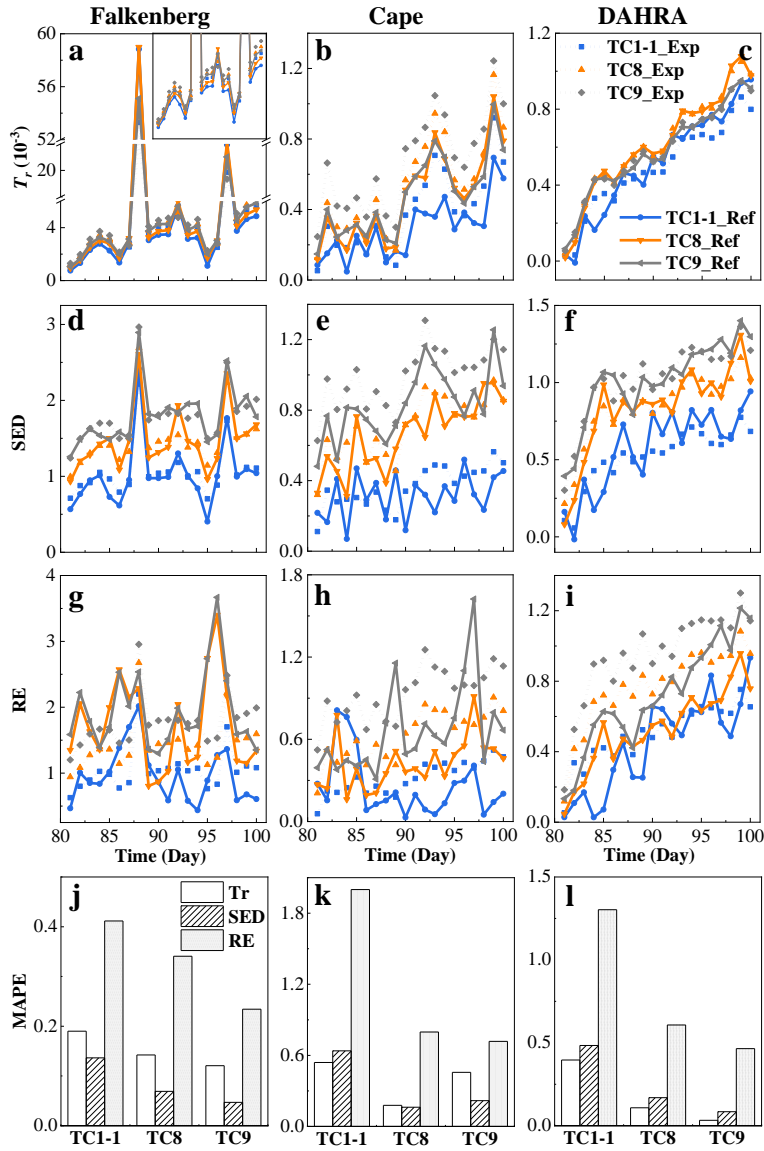 Falkenberg Cape DAHRA
a b c
60
56
52
20
4
0
T_r (10^-3)
1.2
0.8
0.4
0.0
TC1-1_Exp
TC8_Exp
TC9_Exp
1.2
0.8
0.4
0.0
TC1-1_Ref
TC8_Ref
TC9_Ref
d e f
SED
3
2
1
0
1.2
0.8
0.4
0.0
1.5
1.0
0.5
0.0
g h i
RE
4
3
2
1
80 85 90 95 100
Time (Day)
1.8
1.2
0.6
0.0
80 85 90 95 100
Time (Day)
1.2
0.8
0.4
0.0
80 85 90 95 100
Time (Day)
j k l
Tr
SED
RE
MAPE
0.4
0.2
0.0
TC1-1 TC8 TC9
1.8
1.2
0.6
0.0
TC1-1 TC8 TC9
1.5
1.0
0.5
0.0
TC1-1 TC8 TC9